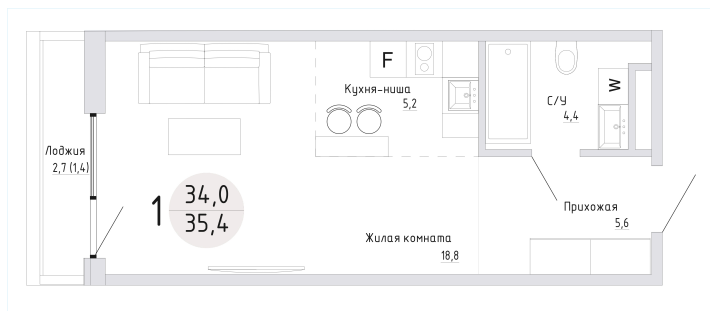 F
Кухня-ниша
5,2
W
С/У
4,4
Лоджия
2,7 (1,4)
1
34,0
35,4
Прихожая
5,6
Жилая комната
18,8